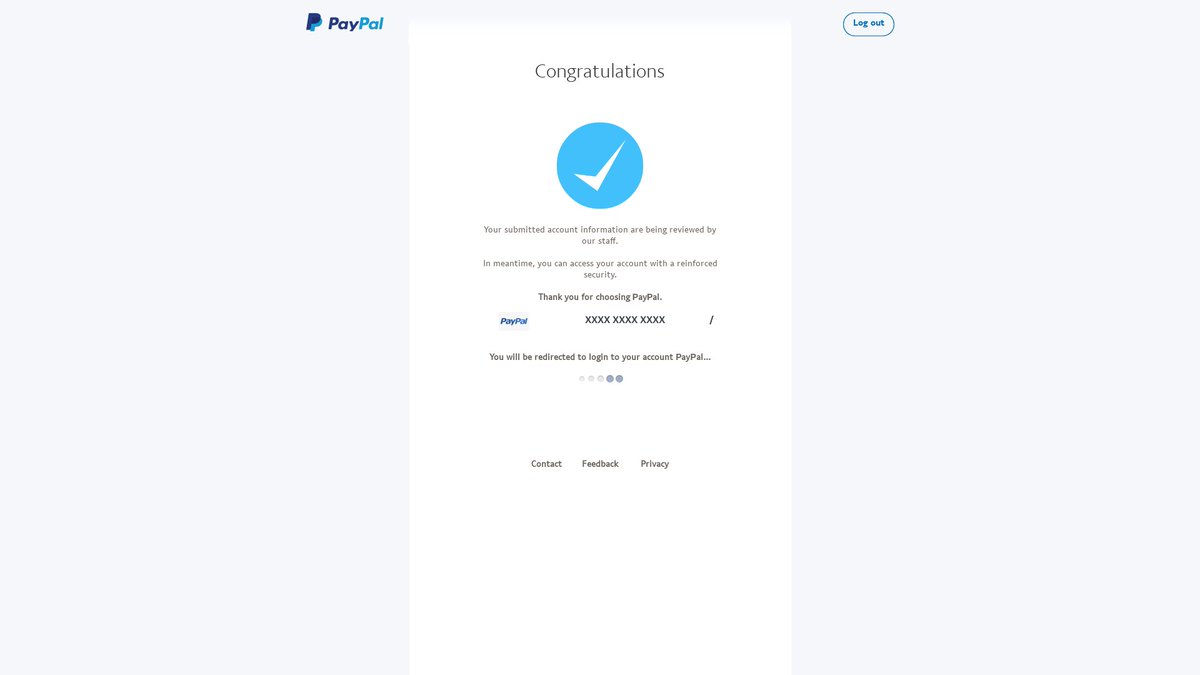 PayPal
Log out
Congratulations
Your submitted account information are being reviewed by
our staff.
In meantime, you can access your account with a reinforced
security.
Thank you for choosing PayPal.
PayPal XXXX XXXX XXXX /
You will be redirected to login to your account PayPal...
Contact Feedback Privacy